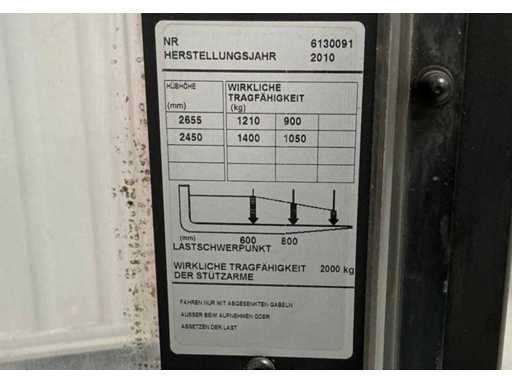 NR 6130091
HERSTELLUNGSJAHR 2010
HUBHÖHE WIRKLICHE
TRAGFÄHIGKEIT
(mm) (kg)
2655 1210 900
2450 1400 1050
(mm) 600 800
LASTSCHWERPUNKT
WIRKLICHE TRAGFÄHIGKEIT 2000 kg
DER STÜTZARME
FAHREN NUR MIT ABGESENKTEN GABELN
AUSSER BEIM AUFNEHMEN ODER
ABSETZEN DER LAST